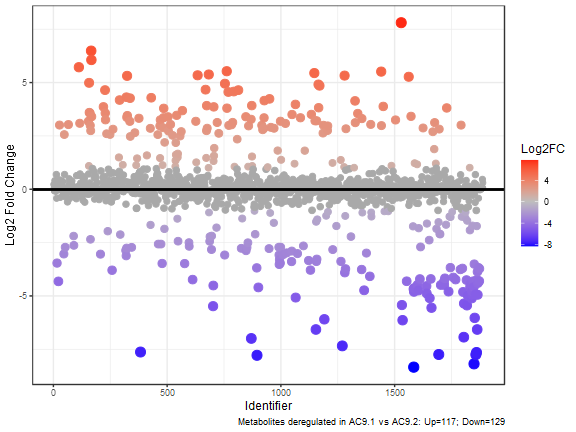 Log2 Fold Change
5
0
-5
0
500
1000
1500
Identifier
Metabolites deregulated in AC9.1 vs AC9.2: Up=117; Down=129
Log2FC
4
0
-4
-8